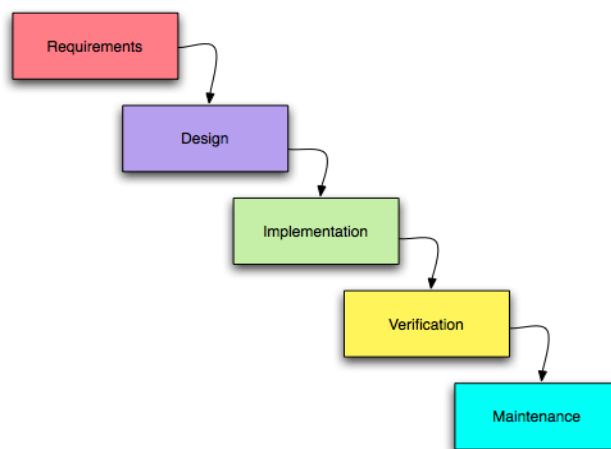 Requirements
Design
Implementation
Verification
Maintenance